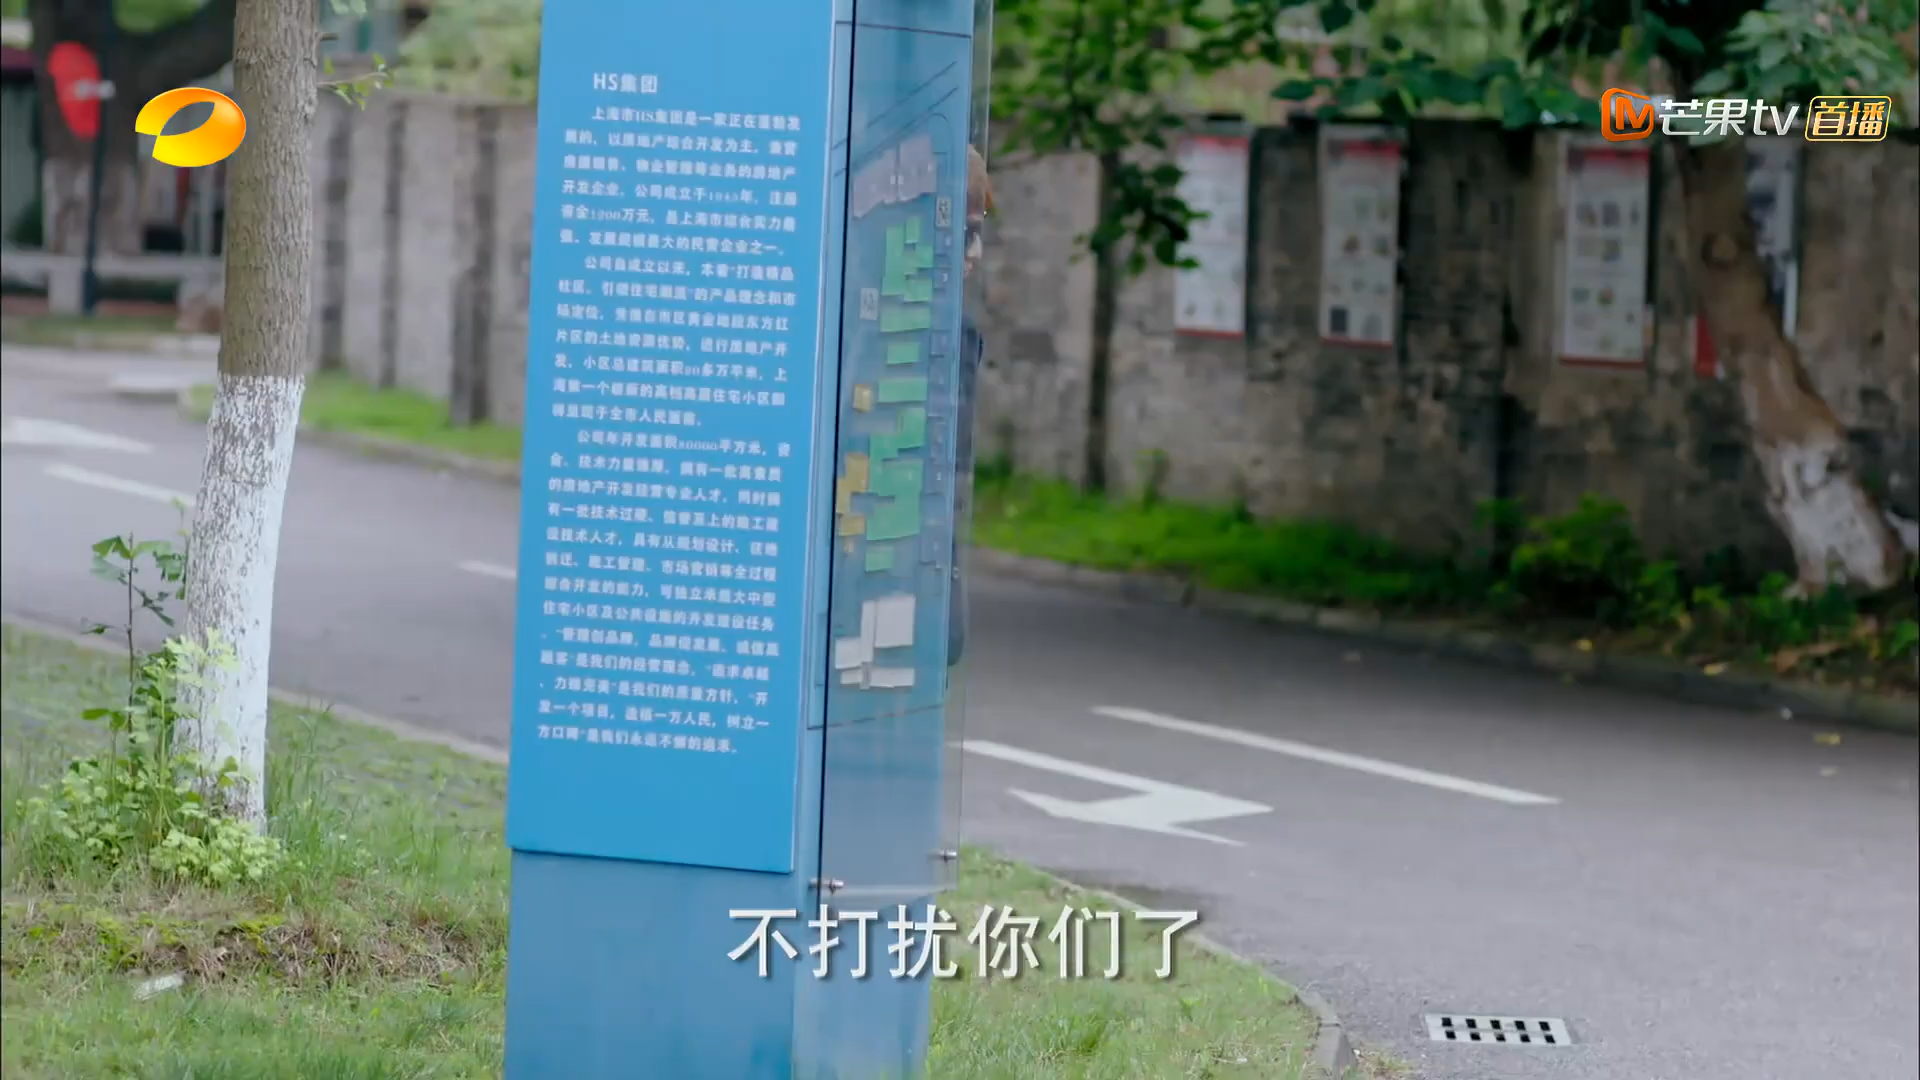 芒果tv 首播
HS集团
上海市HS集团是一家正在蓬勃发
展的、以房地产综合开发为主，兼营
房屋销售、物业管理等业务的房地产
开发企业。公司成立于1945年，注册
资金1200万元，是上海市综合实力最
强、发展规模最大的民营企业之一。
公司自成立以来，本着"打造精品
社区，引领住宅潮流"的产品理念和市
场定位，凭借在市区黄金地段东方红
片区的土地资源优势，进行房地产开
发，小区总建筑面积20多万平米，上
海第一个崭新的高档高层住宅小区即
将呈现于全市人民面前。
公司年开发面积80000平方米，资
金、技术力量雄厚，拥有一批高素质
的房地产开发经营专业人才，同时拥
有一批技术过硬、信誉至上的施工建
设技术人才，具有从规划设计、征地
拆迁、施工管理、市场营销等全过程
综合开发的能力，可独立承担大中型
住宅小区及公共设施的开发建设任务
。"管理创品牌，品牌促发展，诚信赢
顾客"是我们的经营理念，"追求卓越
、力臻完美"是我们的质量方针，"开
发一个项目，造福一方人民，树立一
方口碑"是我们永远不懈的追求。
不打扰你们了